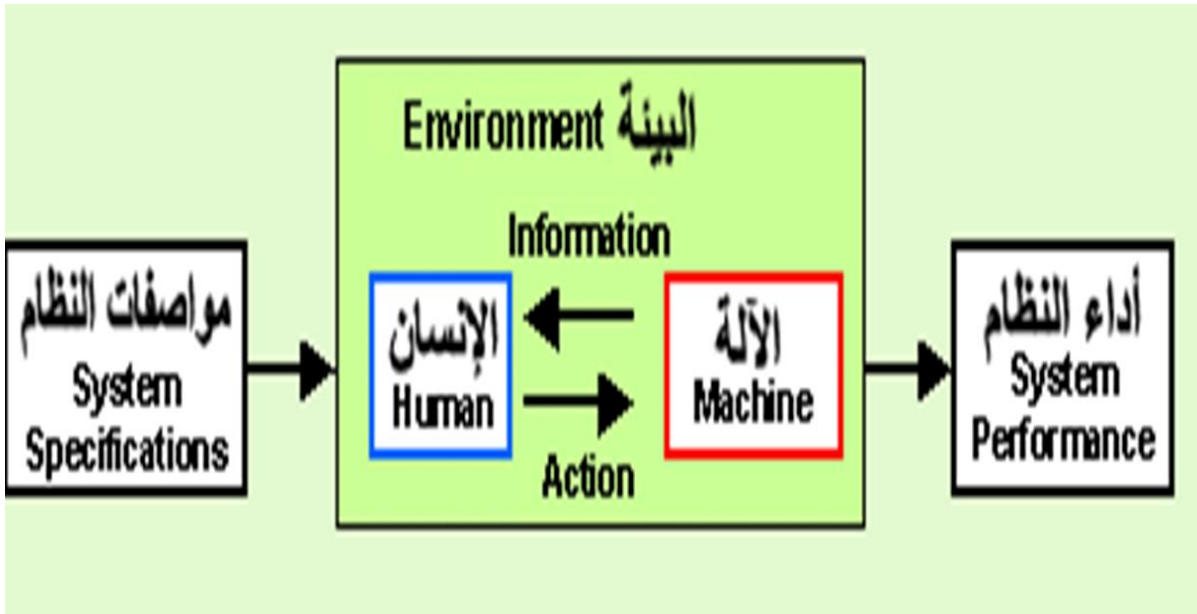 مواصفات النظام
System
Specifications
Environment البيئة
Information
الإنسان
Human
الآلة
Machine
Action
أداء النظام
System
Performance